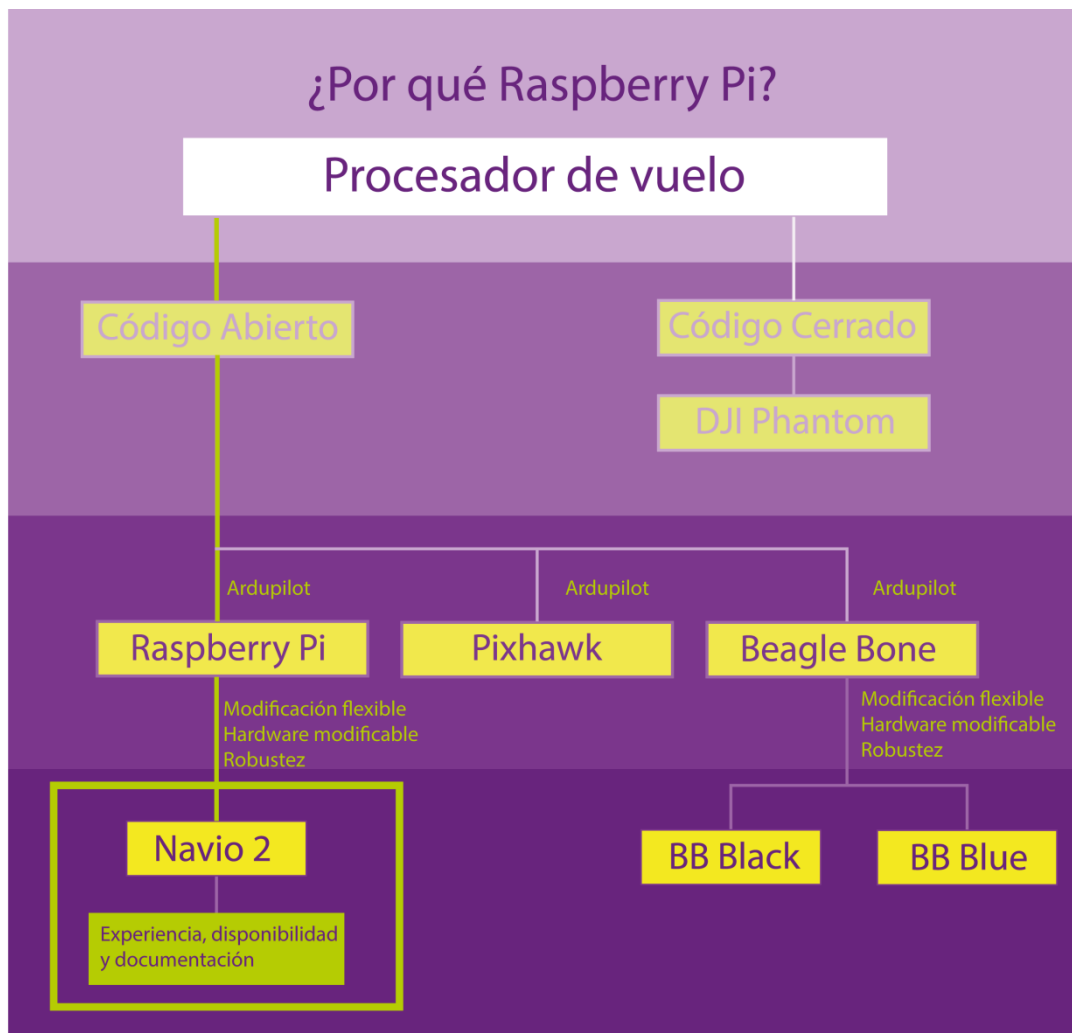 ¿Por qué Raspberry Pi?
Procesador de vuelo
Código Abierto
Código Cerrado
DJI Phantom
Ardupilot
Ardupilot
Ardupilot
Raspberry Pi
Pixhawk
Beagle Bone
Modificación flexible
Hardware modificable
Robustez
Modificación flexible
Hardware modificable
Robustez
Navio 2
BB Black
BB Blue
Experiencia, disponibilidad
y documentación